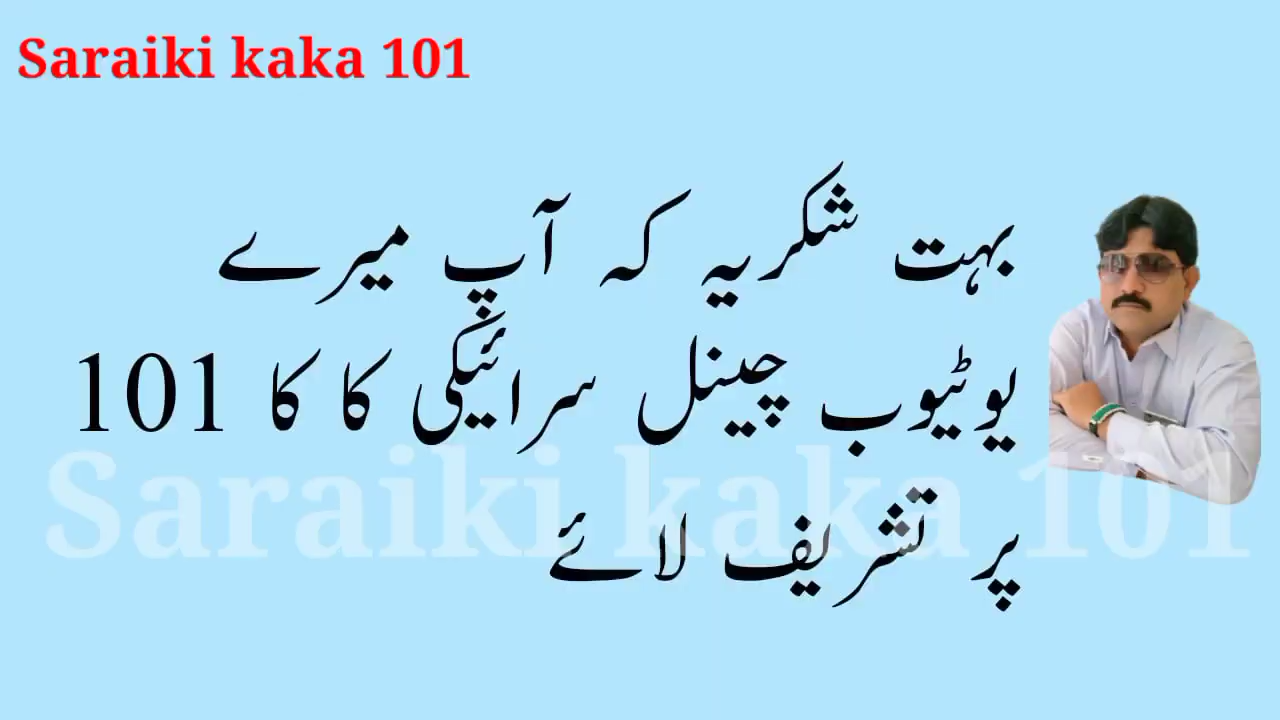 Saraiki kaka 101
بہت شکریہ کہ آپ میرے
یوٹیوب چینل سرائیکی کا کا 101
پر تشریف لائے
Saraiki kaka 101